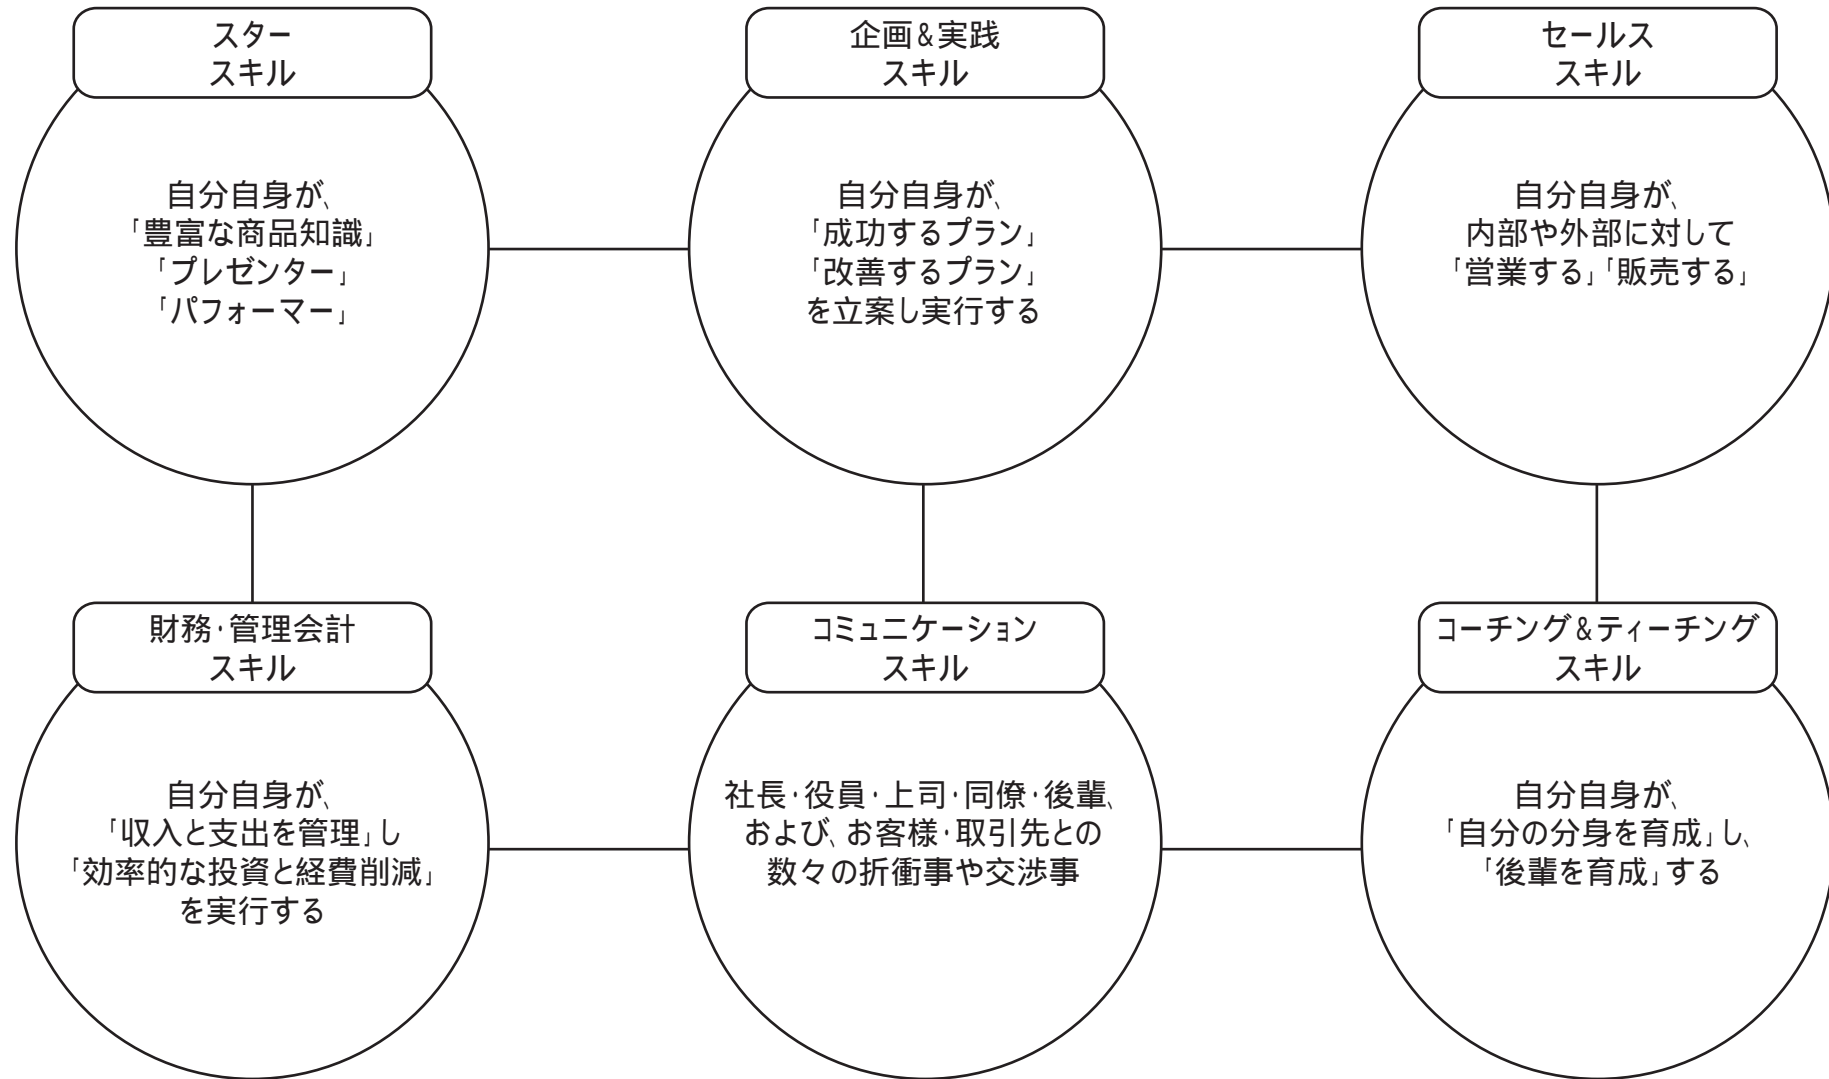 スター
スキル
自分自身が、
「豊富な商品知識」
「プレゼンター」
「パフォーマー」
企画&実践
スキル
自分自身が、
「成功するプラン」
「改善するプラン」
を立案し実行する
セールス
スキル
自分自身が、
内部や外部に対して
「営業する」「販売する」
財務・管理会計
スキル
自分自身が、
「収入と支出を管理」し
「効率的な投資と経費削減」
を実行する
コミュニケーション
スキル
社長・役員・上司・同僚・後輩、
および、お客様・取引先との
数々の折衝事や交渉事
コーチング&ティーチング
スキル
自分自身が、
「自分の分身を育成」し、
「後輩を育成」する